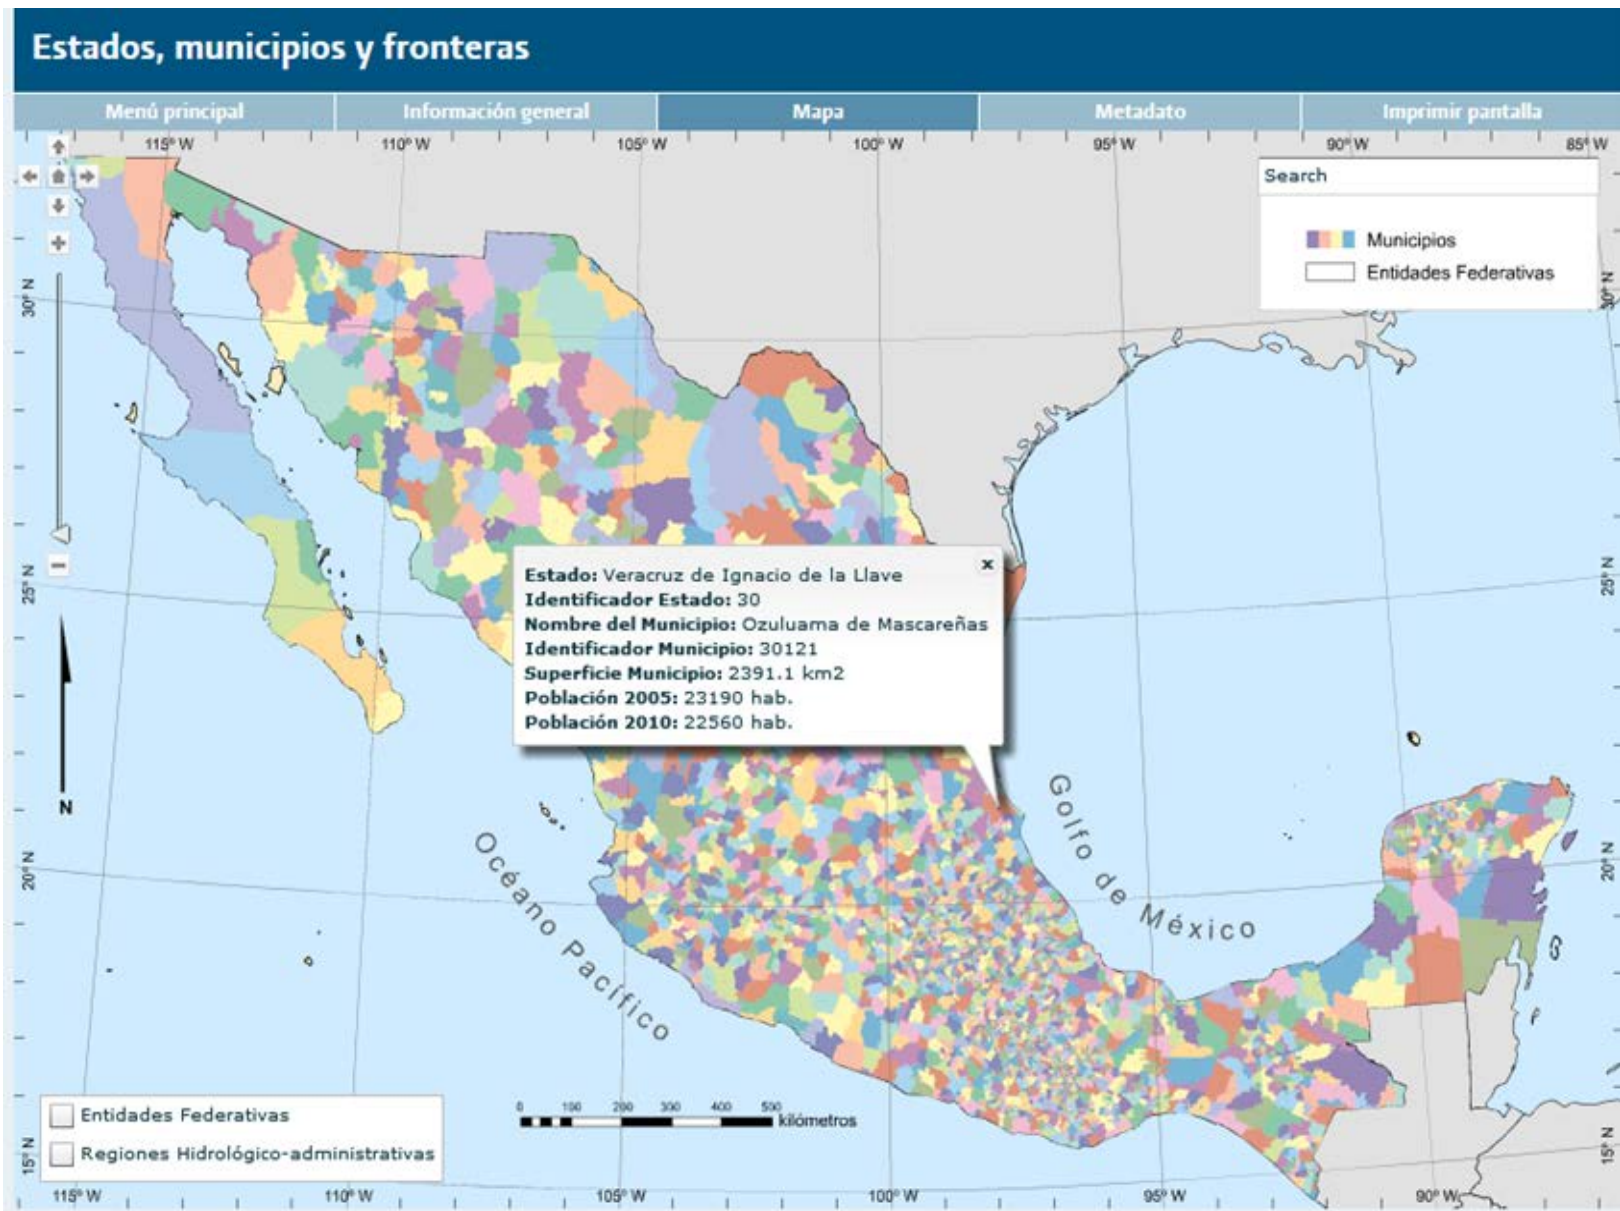 Estados, municipios y fronteras
Menú principal
Información general
Mapa
Metadato
Imprimir pantalla
115° W
110° W
105° W
100° W
95° W
90° W
85° W
Search
Municipios
Entidades Federativas
30° N
30° N
Estado: Veracruz de Ignacio de la Llave
Identificador Estado: 30
Nombre del Municipio: Ozuluama de Mascareñas
Identificador Municipio: 30121
Superficie Municipio: 2391.1 km2
Población 2005: 23190 hab.
Población 2010: 22560 hab.
25° N
25° N
N
Golfo de México
Océano Pacífico
20° N
20° N
0 100 200 300 400 500
kilómetros
Entidades Federativas
Regiones Hidrológico-administrativas
15° N
15° N
115° W
110° W
105° W
100° W
95° W
90° W